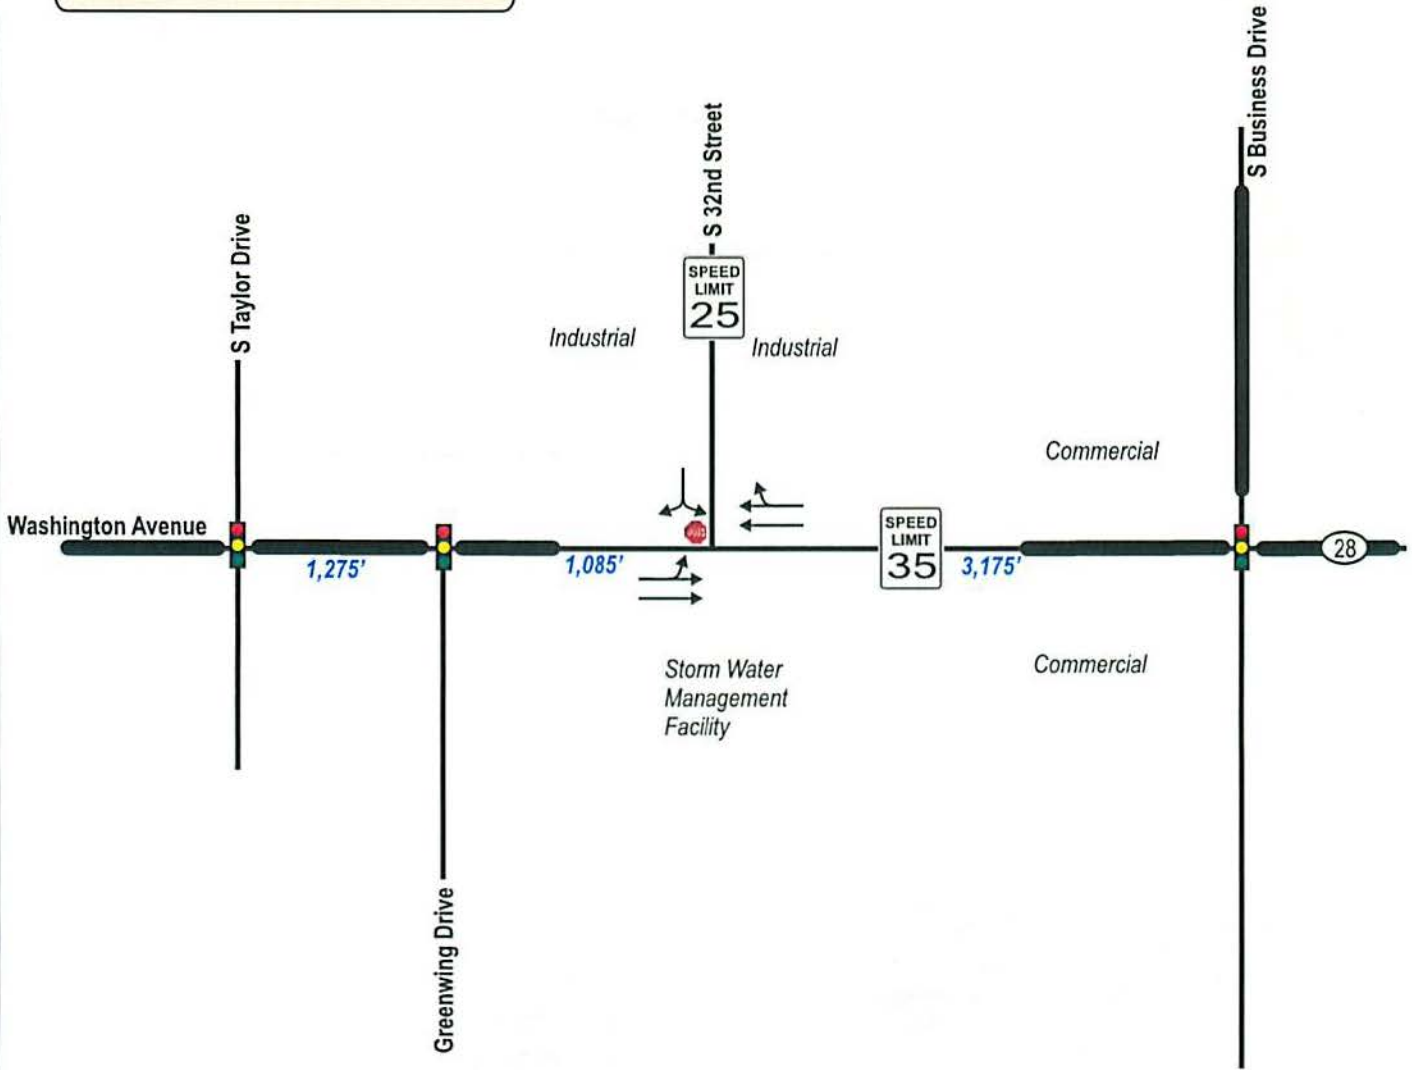 S Business Drive
S 32nd Street
S Taylor Drive
SPEED
LIMIT
25
Industrial
Industrial
Commercial
Washington Avenue
SPEED
LIMIT
35
28
1,275'
1,085'
3,175'
Storm Water
Management
Facility
Commercial
Greenwing Drive